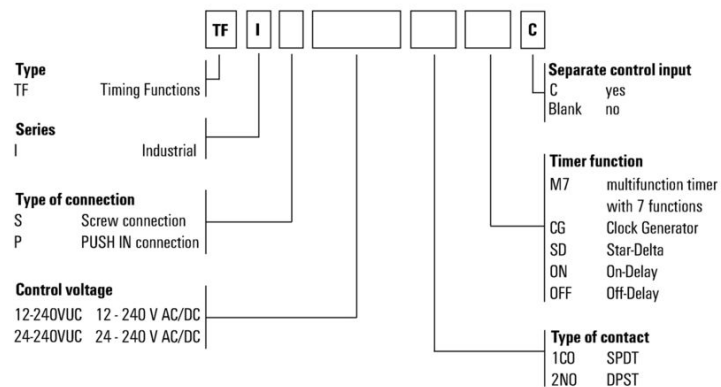 TF I C
Type
TF Timing Functions
Series
I Industrial
Type of connection
S Screw connection
P PUSH IN connection
Control voltage
12-240VUC 12 - 240 V AC/DC
24-240VUC 24 - 240 V AC/DC
Separate control input
C yes
Blank no
Timer function
M7 multifunction timer
with 7 functions
CG Clock Generator
SD Star-Delta
ON On-Delay
OFF Off-Delay
Type of contact
1CO SPDT
2NO DPST